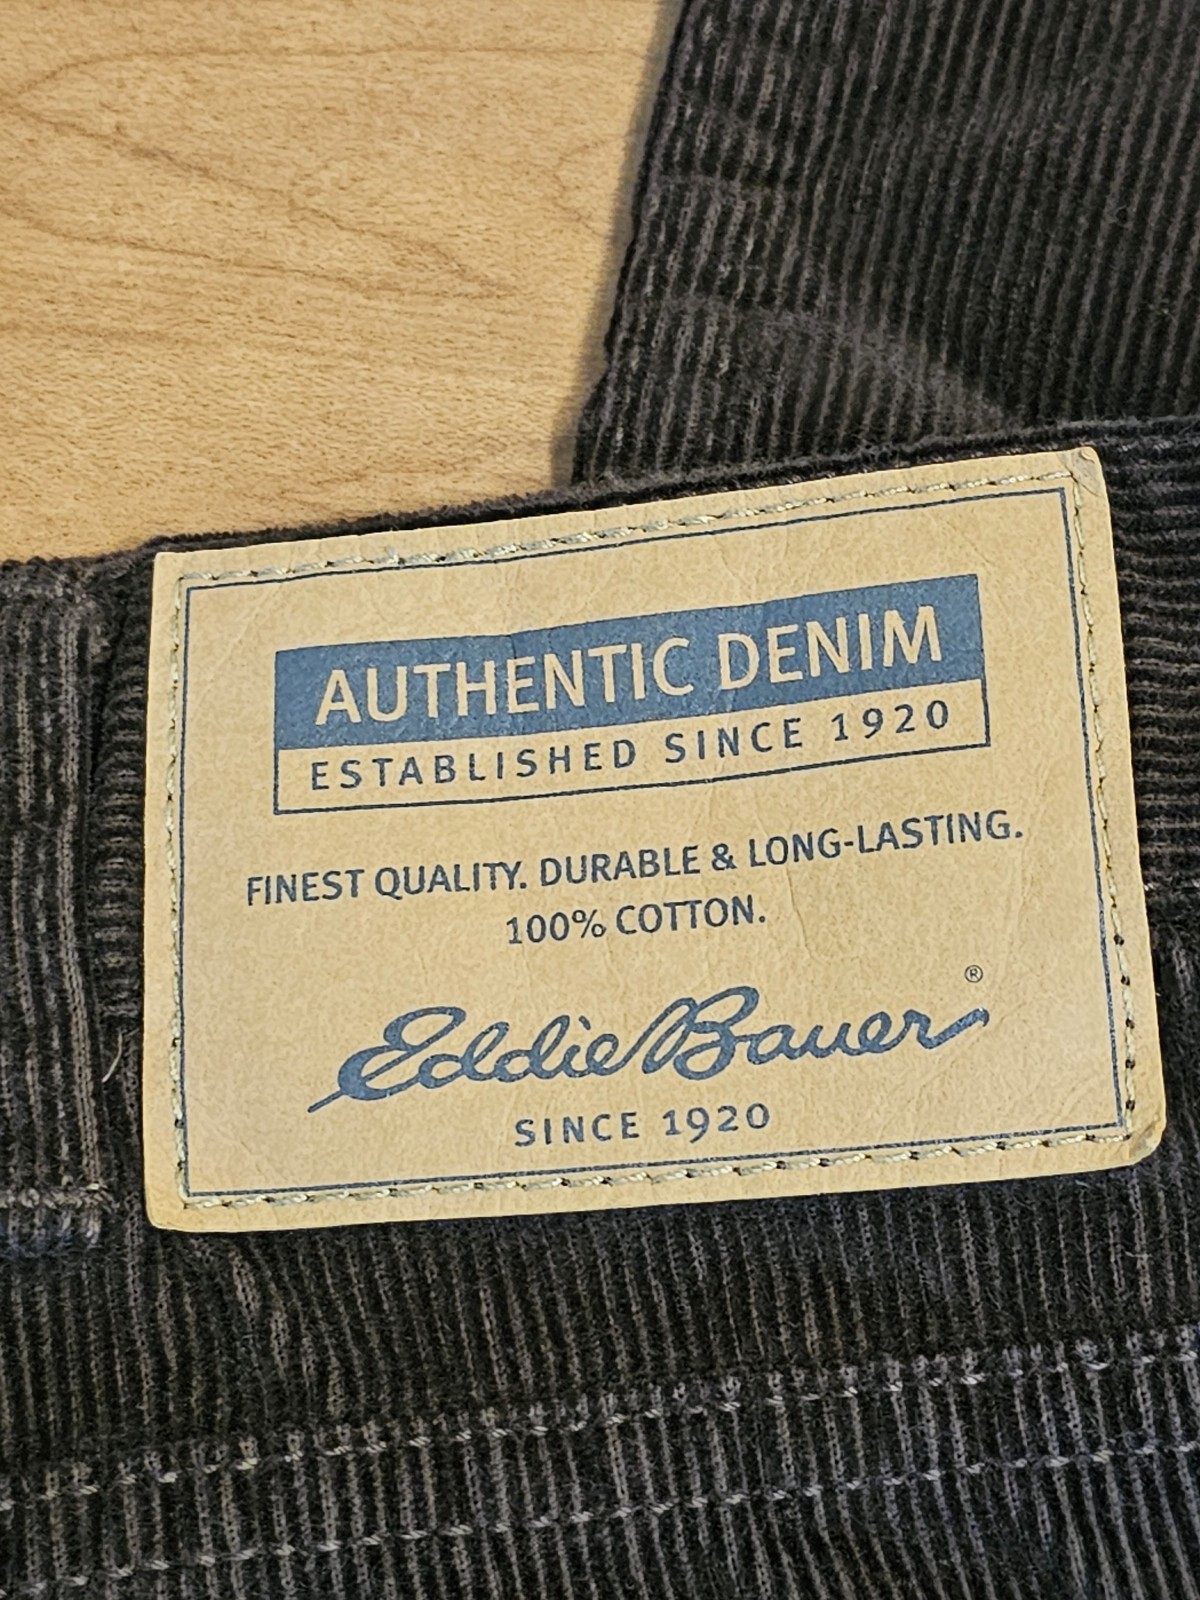 AUTHENTIC DENIM
ESTABLISHED SINCE 1920
FINEST QUALITY. DURABLE & LONG-LASTING.
100% COTTON.
Eddie Bauer®
SINCE 1920